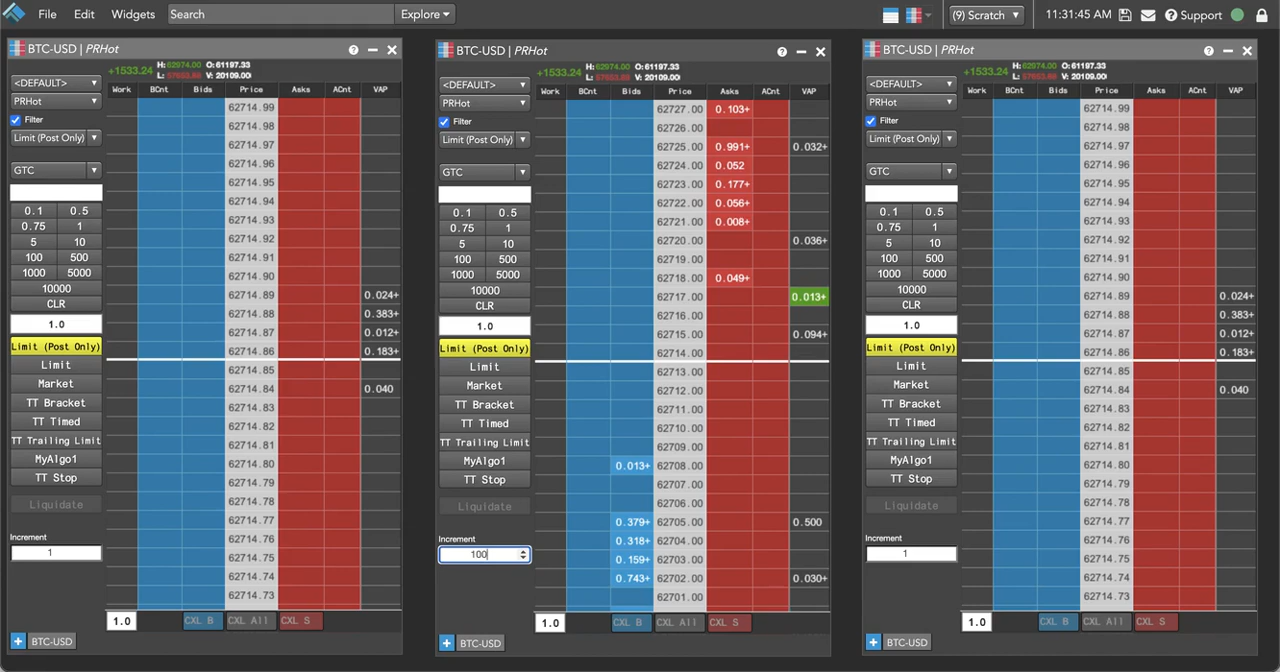 File Edit Widgets Search Explore (9) Scratch 11:31:45 AM Support
BTC-USD | PRHot
+1533.24 H: 62974.00 O: 61197.33
L: 57653.88 V: 20109.00
<DEFAULT>
PRHot
Filter
Limit (Post Only)
GTC
0.1 0.5
0.75 1
5 10
100 500
1000 5000
10000
CLR
1.0
Limit (Post Only)
Limit
Market
TT Bracket
TT Timed
TT Trailing Limit
MyAlgo1
TT Stop
Liquidate
Increment
1
Work BCnt Bids Price Asks ACnt VAP
62714.99
62714.98
62714.97
62714.96
62714.95
62714.94
62714.93
62714.92
62714.91
62714.90
62714.89 0.024+
62714.88 0.383+
62714.87 0.012+
62714.86 0.183+
62714.85
62714.84 0.040
62714.83
62714.82
62714.81
62714.80
62714.79
62714.78
62714.77
62714.76
62714.75
62714.74
62714.73
1.0 CXL B CXL All CXL S
+ BTC-USD
BTC-USD | PRHot
+1533.24 H: 62974.00 O: 61197.33
L: 57653.88 V: 20109.00
<DEFAULT>
PRHot
Filter
Limit (Post Only)
GTC
0.1 0.5
0.75 1
5 10
100 500
1000 5000
10000
CLR
1.0
Limit (Post Only)
Limit
Market
TT Bracket
TT Timed
TT Trailing Limit
MyAlgo1
TT Stop
Liquidate
Increment
100
Work BCnt Bids Price Asks ACnt VAP
62727.00 0.103+
62726.00
62725.00 0.991+ 0.032+
62724.00 0.052
62723.00 0.177+
62722.00 0.056+
62721.00 0.008+
62720.00 0.036+
62719.00
62718.00 0.049+
62717.00 0.013+
62716.00
62715.00 0.094+
62714.00
62713.00
62712.00
62711.00
62710.00
62709.00
0.013+ 62708.00
62707.00
62706.00
0.379+ 62705.00 0.500
0.318+ 62704.00
0.159+ 62703.00
0.743+ 62702.00 0.030+
62701.00
1.0 CXL B CXL All CXL S
+ BTC-USD
BTC-USD | PRHot
+1533.24 H: 62974.00 O: 61197.33
L: 57653.88 V: 20109.00
<DEFAULT>
PRHot
Filter
Limit (Post Only)
GTC
0.1 0.5
0.75 1
5 10
100 500
1000 5000
10000
CLR
1.0
Limit (Post Only)
Limit
Market
TT Bracket
TT Timed
TT Trailing Limit
MyAlgo1
TT Stop
Liquidate
Increment
1
Work BCnt Bids Price Asks ACnt VAP
62714.99
62714.98
62714.97
62714.96
62714.95
62714.94
62714.93
62714.92
62714.91
62714.90
62714.89 0.024+
62714.88 0.383+
62714.87 0.012+
62714.86 0.183+
62714.85
62714.84 0.040
62714.83
62714.82
62714.81
62714.80
62714.79
62714.78
62714.77
62714.76
62714.75
62714.74
62714.73
1.0 CXL B CXL All CXL S
+ BTC-USD